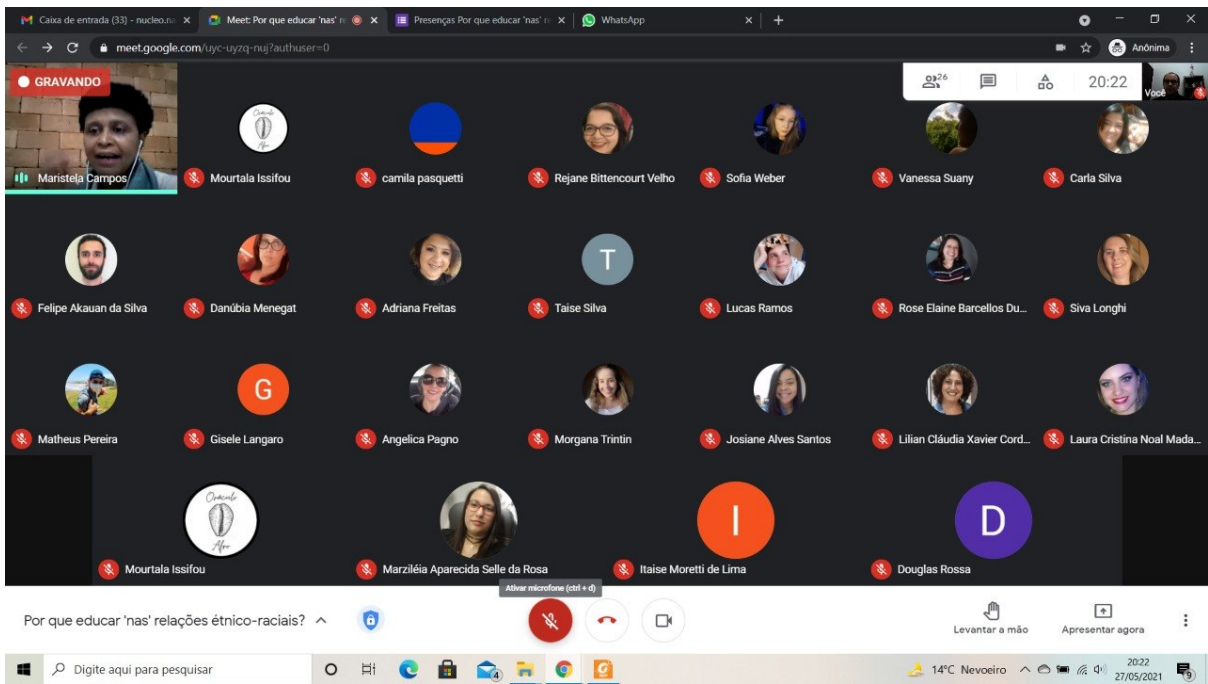 Caixa de entrada (33) - nucleo.na
Meet: Por que educar 'nas' re
Presenças Por que educar 'nas' re
WhatsApp
meet.google.com/uyc-uyzq-nuj?authuser=0
Anônima
GRAVANDO
26
20:22
Você
Maristela Campos
Mourtala Issifou
camila pasquetti
Rejane Bittencourt Velho
Sofia Weber
Vanessa Suany
Carla Silva
T
Felipe Akauan da Silva
Danúbia Menegat
Adriana Freitas
Taise Silva
Lucas Ramos
Rose Elaine Barcellos Du...
Siva Longhi
G
Matheus Pereira
Gisele Langaro
Angelica Pagno
Morgana Trintin
Josiane Alves Santos
Lilian Cláudia Xavier Cord...
Laura Cristina Noal Mada...
Oráculo
Afro
I
D
Mourtala Issifou
Marziléia Aparecida Selle da Rosa
Itaise Moretti de Lima
Douglas Rossa
Ativar microfone (ctrl + d)
Por que educar 'nas' relações étnico-raciais?
Levantar a mão
Apresentar agora
Digite aqui para pesquisar
4
14°C Nevoeiro
20:22
27/05/2021
9